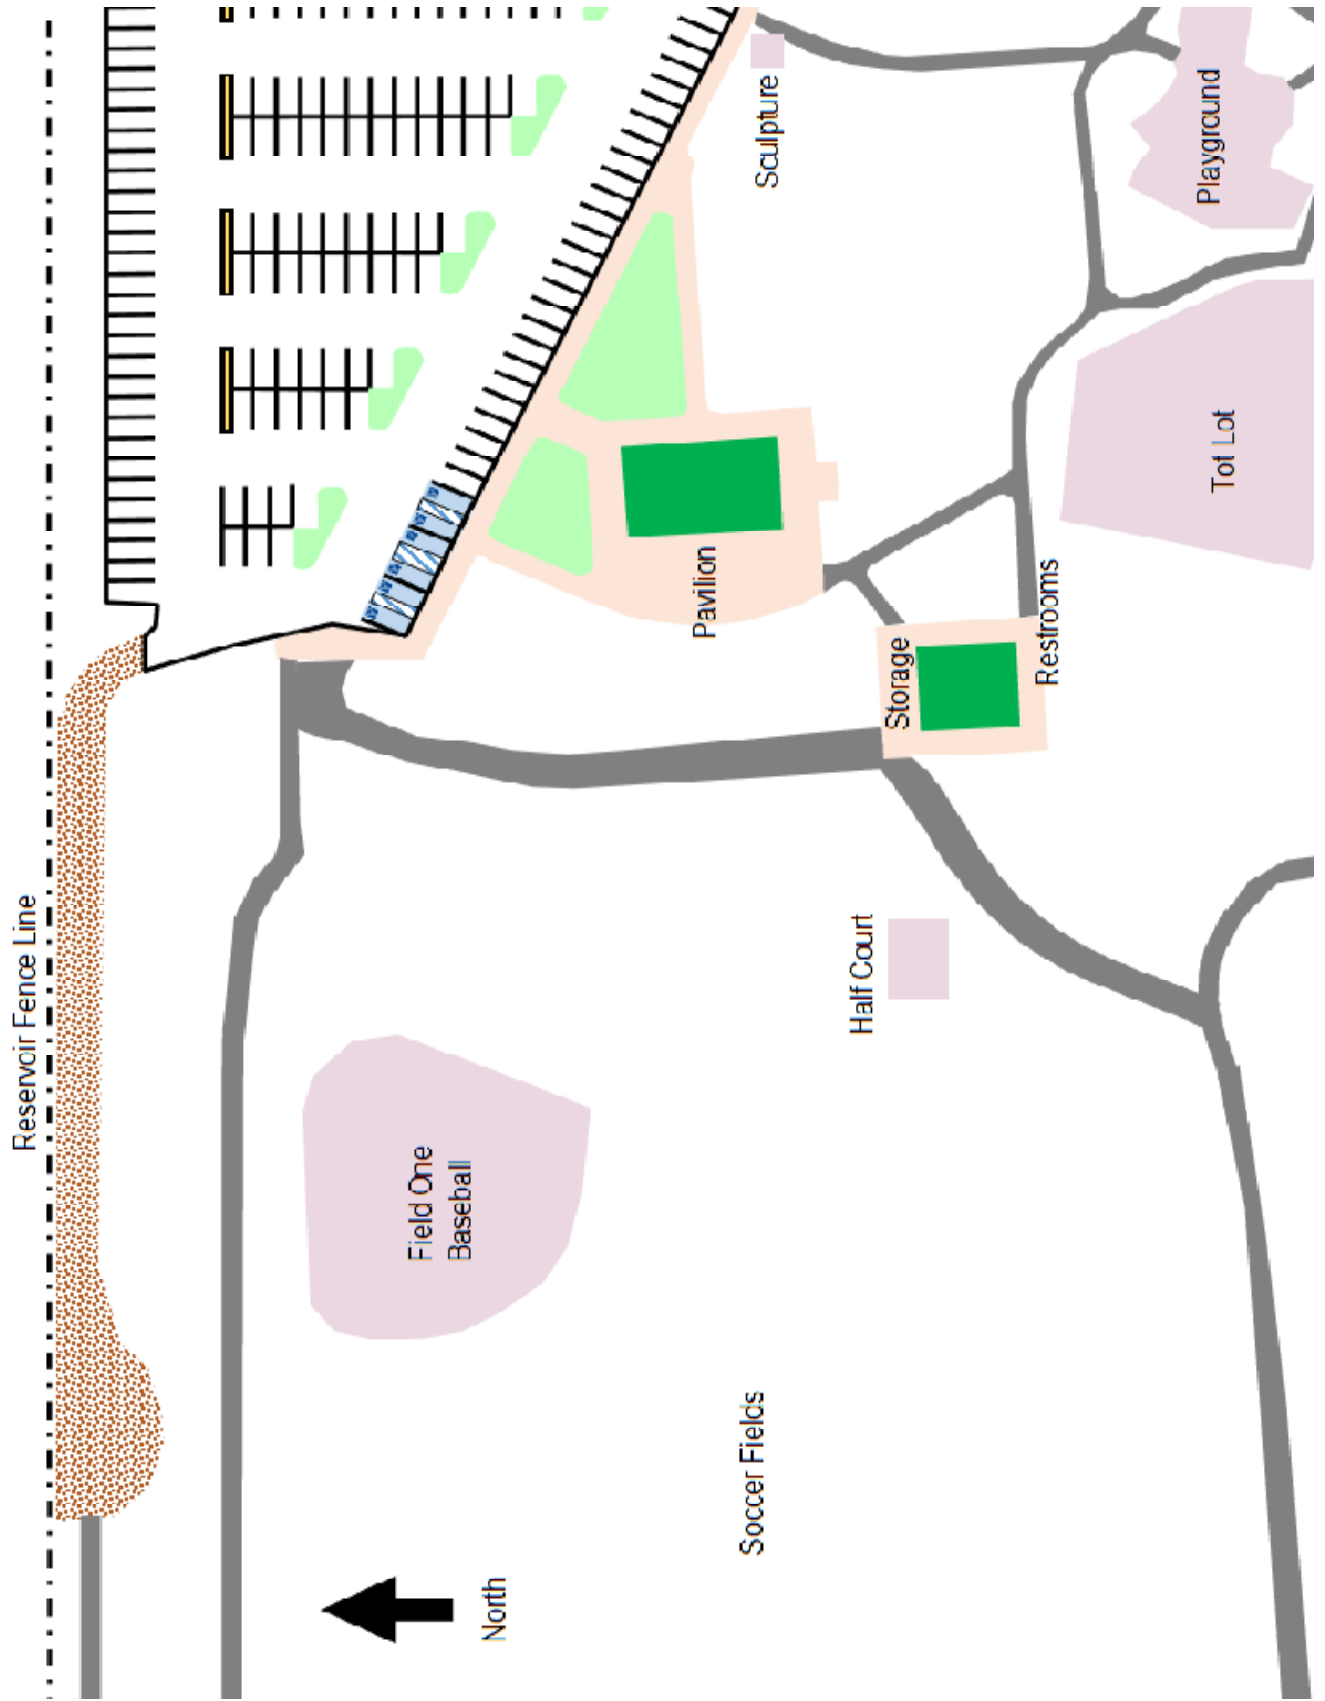 Reservoir Fence Line
Sculpture
Playground
Tot Lot
Pavilion
Storage
Restrooms
Half Court
Field One
Baseball
Soccer Fields
North